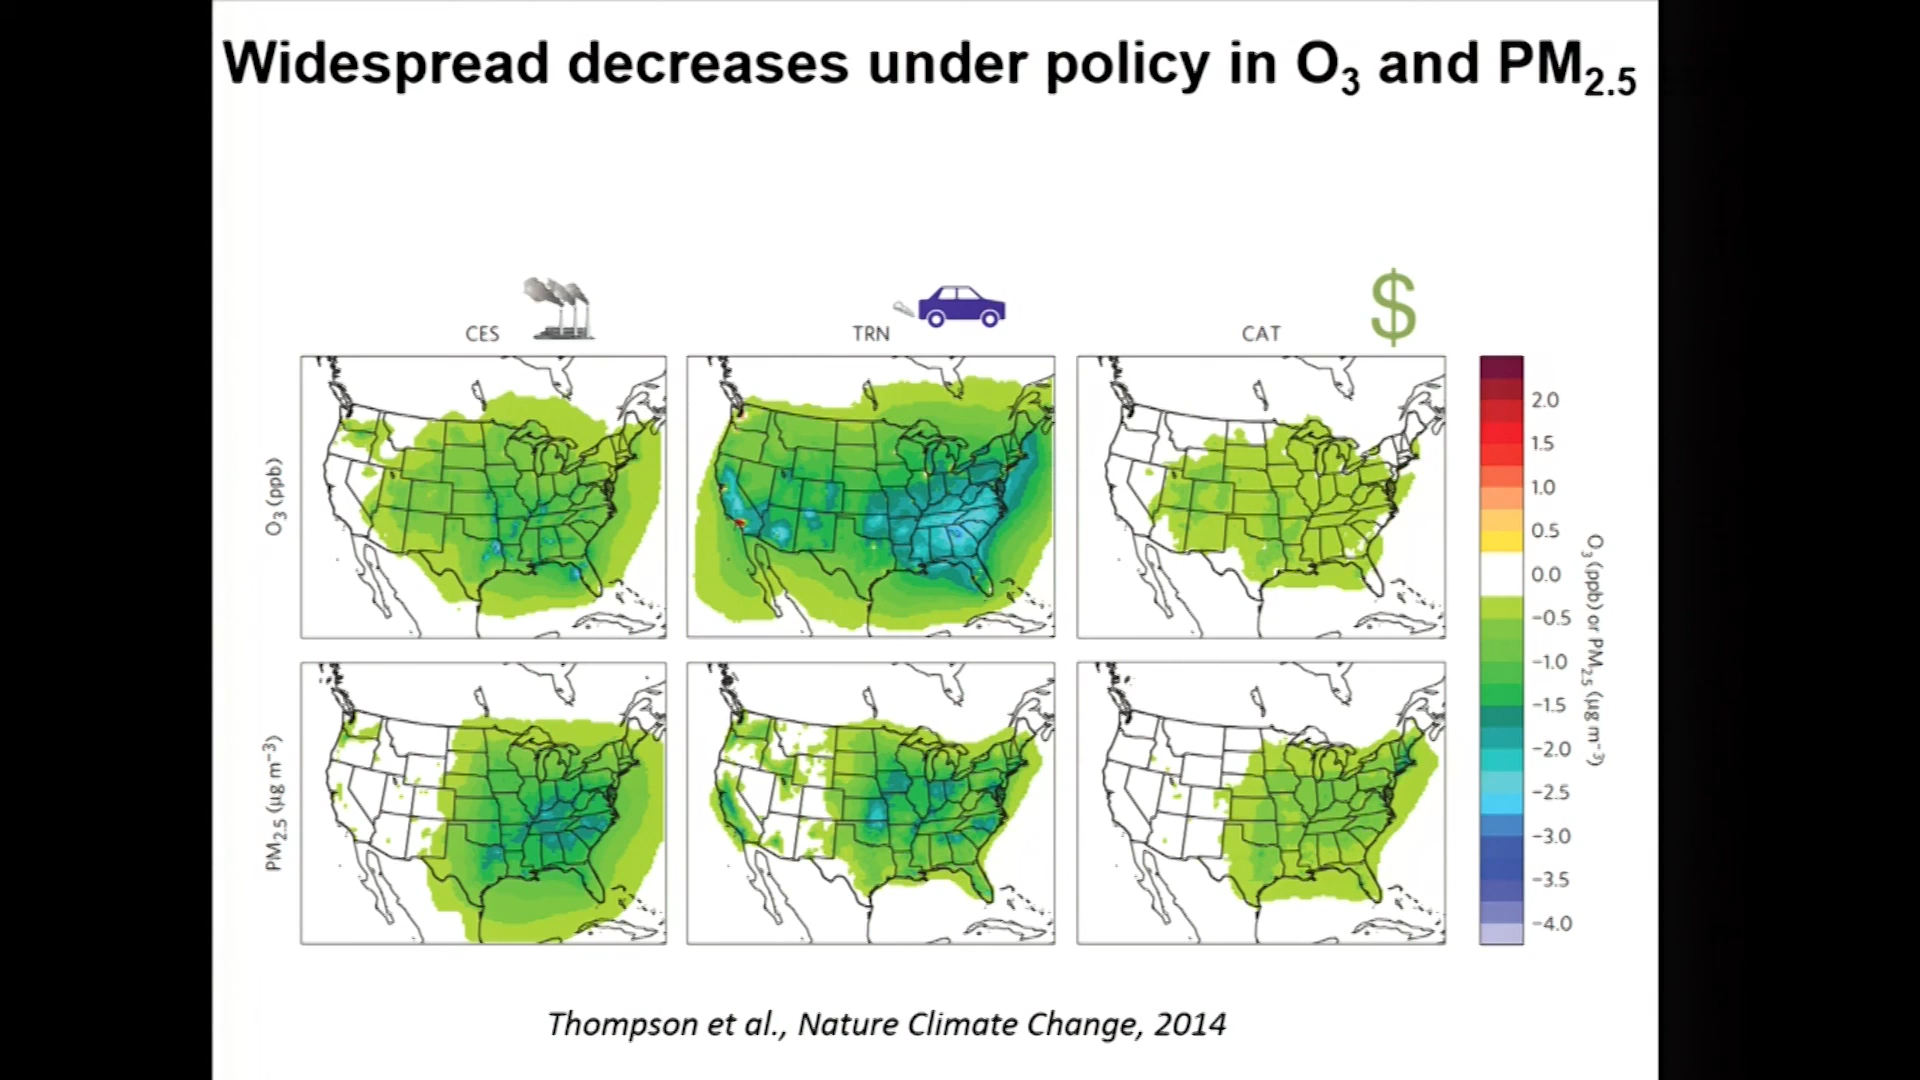 Widespread decreases under policy in O3 and PM2.5
CES
TRN
CAT
$
O3 (ppb)
PM2.5 (µg m−3)
2.0
1.5
1.0
0.5
0.0
−0.5
−1.0
−1.5
−2.0
−2.5
−3.0
−3.5
−4.0
O3 (ppb) or PM2.5 (µg m−3)
Thompson et al., Nature Climate Change, 2014